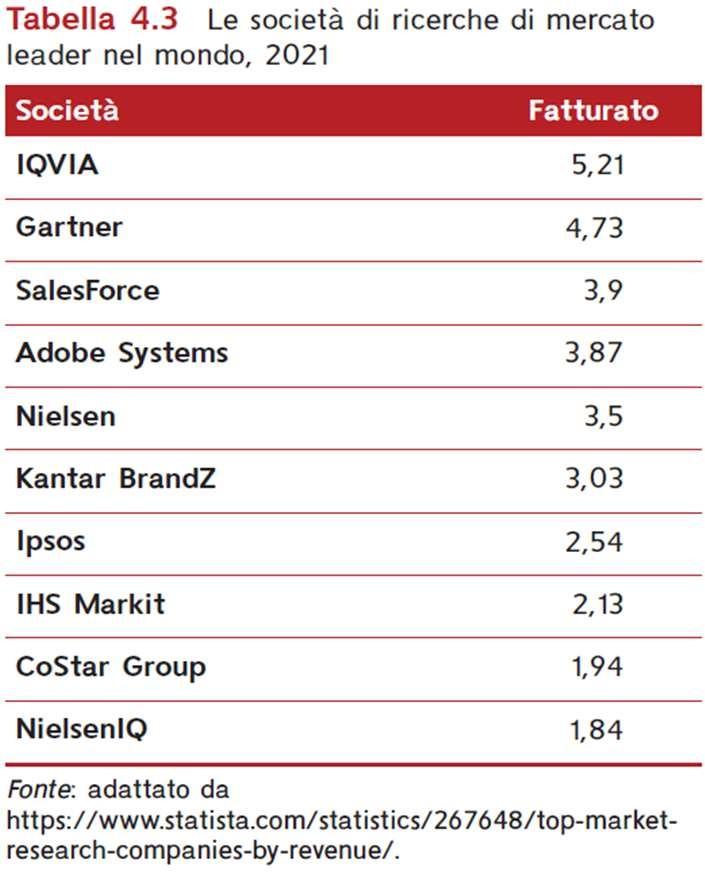 Tabella 4.3 Le società di ricerche di mercato
leader nel mondo, 2021
Società Fatturato
IQVIA 5,21
Gartner 4,73
SalesForce 3,9
Adobe Systems 3,87
Nielsen 3,5
Kantar BrandZ 3,03
Ipsos 2,54
IHS Markit 2,13
CoStar Group 1,94
NielsenIQ 1,84
Fonte: adattato da
https://www.statista.com/statistics/267648/top-market-
research-companies-by-revenue/.